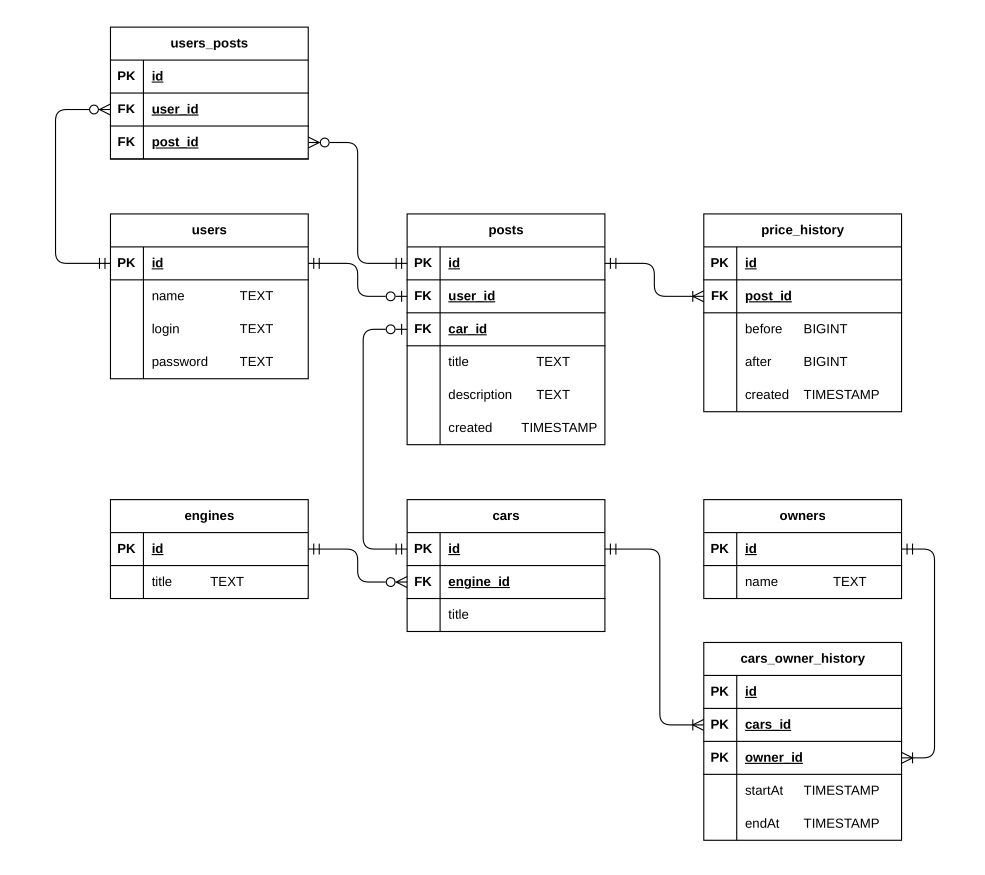 users_posts
PK id
FK user_id
FK post_id
users
PK id
name TEXT
login TEXT
password TEXT
posts
PK id
FK user_id
FK car_id
title TEXT
description TEXT
created TIMESTAMP
price_history
PK id
FK post_id
before BIGINT
after BIGINT
created TIMESTAMP
engines
PK id
title TEXT
cars
PK id
FK engine_id
title
owners
PK id
name TEXT
cars_owner_history
PK id
PK cars_id
PK owner_id
startAt TIMESTAMP
endAt TIMESTAMP